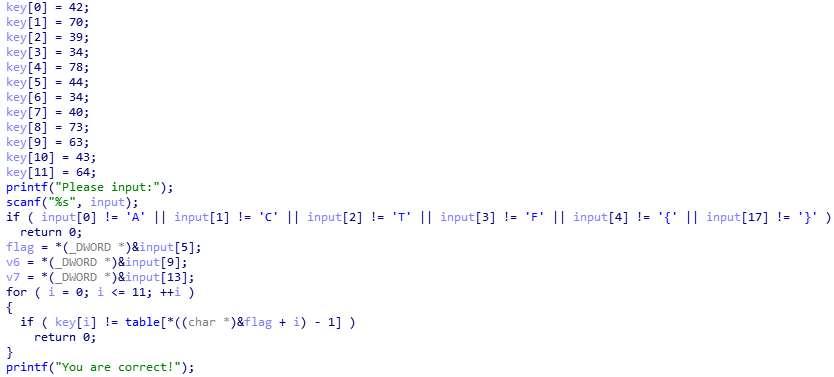 key[0] = 42;
key[1] = 70;
key[2] = 39;
key[3] = 34;
key[4] = 78;
key[5] = 44;
key[6] = 34;
key[7] = 40;
key[8] = 73;
key[9] = 63;
key[10] = 43;
key[11] = 64;
printf("Please input:");
scanf("%s", input);
if ( input[0] != 'A' || input[1] != 'C' || input[2] != 'T' || input[3] != 'F' || input[4] != '{' || input[17] != '}' )
  return 0;
flag = *(_DWORD *)&input[5];
v6 = *(_DWORD *)&input[9];
v7 = *(_DWORD *)&input[13];
for ( i = 0; i <= 11; ++i )
{
  if ( key[i] != table[*((char *)&flag + i) - 1] )
    return 0;
}
printf("You are correct!");